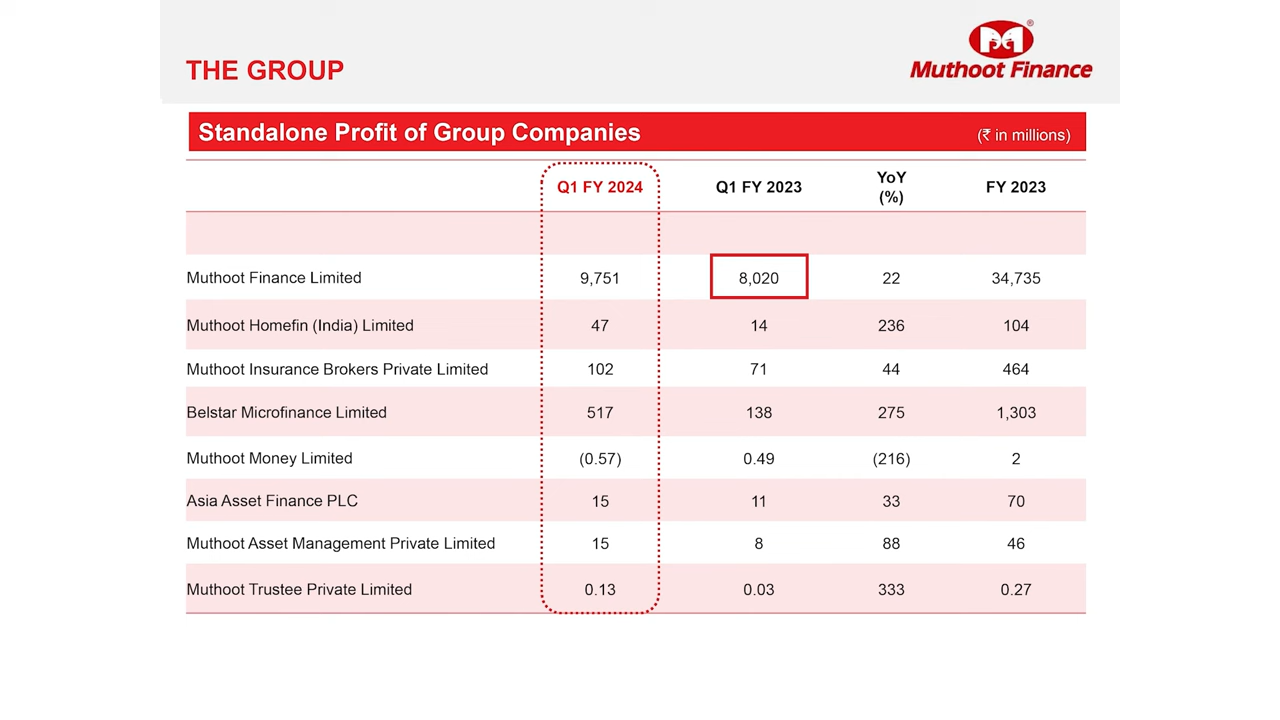 THE GROUP
Muthoot Finance
®
Standalone Profit of Group Companies (₹ in millions)
Q1 FY 2024 Q1 FY 2023 YoY (%) FY 2023
Muthoot Finance Limited 9,751 8,020 22 34,735
Muthoot Homefin (India) Limited 47 14 236 104
Muthoot Insurance Brokers Private Limited 102 71 44 464
Belstar Microfinance Limited 517 138 275 1,303
Muthoot Money Limited (0.57) 0.49 (216) 2
Asia Asset Finance PLC 15 11 33 70
Muthoot Asset Management Private Limited 15 8 88 46
Muthoot Trustee Private Limited 0.13 0.03 333 0.27